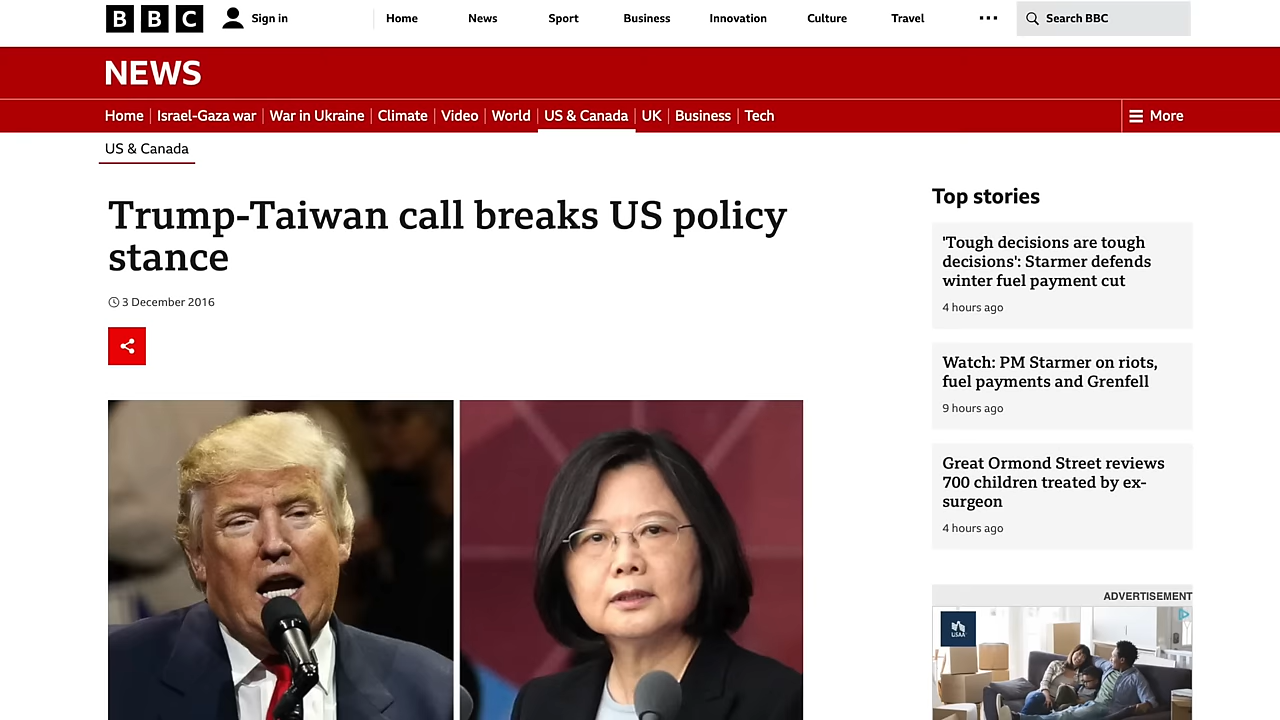 BBC Sign in Home News Sport Business Innovation Culture Travel ••• Search BBC
NEWS
Home Israel-Gaza war War in Ukraine Climate Video World US & Canada UK Business Tech More
US & Canada
Trump-Taiwan call breaks US policy
stance
3 December 2016
Top stories
'Tough decisions are tough
decisions': Starmer defends
winter fuel payment cut
4 hours ago
Watch: PM Starmer on riots,
fuel payments and Grenfell
9 hours ago
Great Ormond Street reviews
700 children treated by ex-
surgeon
4 hours ago
ADVERTISEMENT
USAA